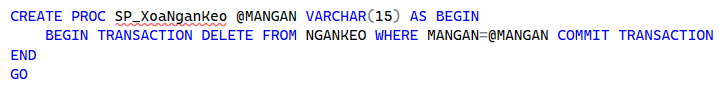 CREATE PROC SP_XoaNganKeo @MANGAN VARCHAR(15) AS BEGIN
    BEGIN TRANSACTION DELETE FROM NGANKEO WHERE MANGAN=@MANGAN COMMIT TRANSACTION
END
GO